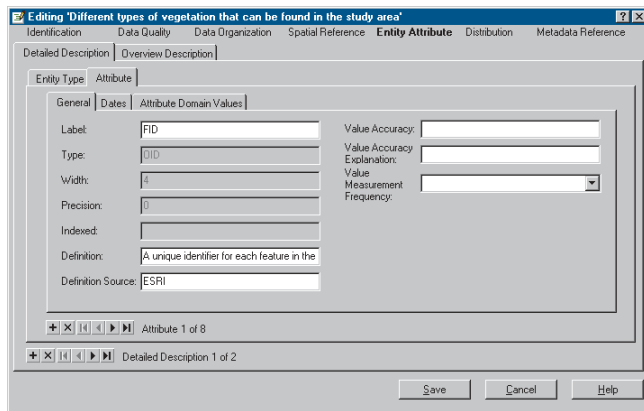 Editing 'Different types of vegetation that can be found in the study area'
Identification Data Quality Data Organization Spatial Reference Entity Attribute Distribution Metadata Reference
Detailed Description Overview Description
Entity Type Attribute
General Dates Attribute Domain Values
Label: FID Value Accuracy:
Type: OID Value Accuracy Explanation:
Width: 4 Value Measurement Frequency:
Precision: 0
Indexed:
Definition: A unique identifier for each feature in the
Definition Source: ESRI
Attribute 1 of 8
Detailed Description 1 of 2
Save Cancel Help